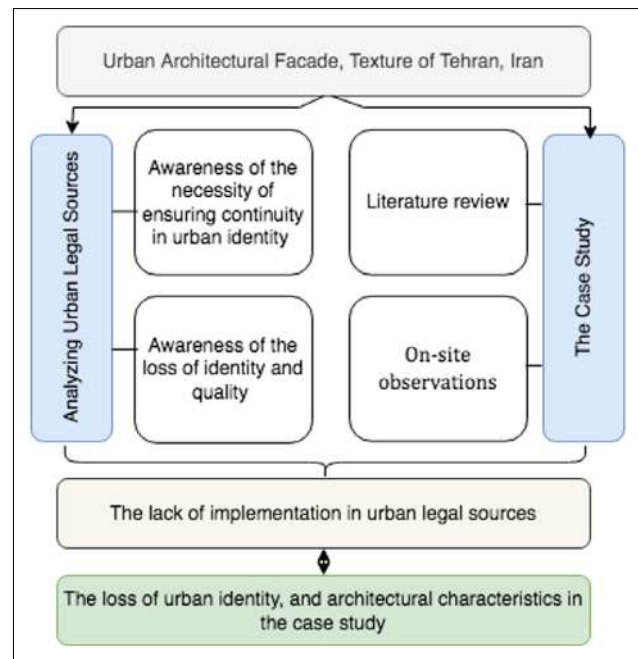 Urban Architectural Facade, Texture of Tehran, Iran
Analyzing Urban Legal Sources
Awareness of the
necessity of
ensuring continuity
in urban identity
Awareness of the
loss of identity and
quality
Literature review
On-site
observations
The Case Study
The lack of implementation in urban legal sources
The loss of urban identity, and architectural characteristics in
the case study